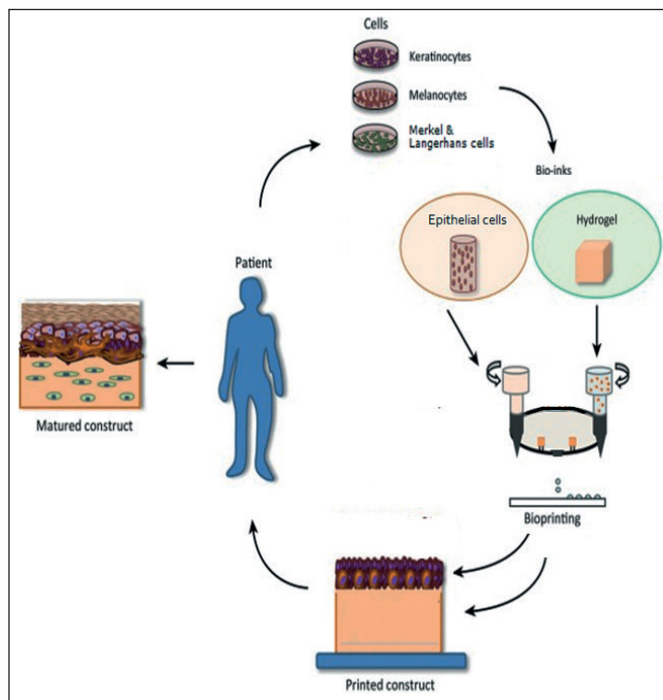 Cells
Keratinocytes
Melanocytes
Merkel &
Langerhans cells
Bio-inks
Epithelial cells
Hydrogel
Patient
Matured construct
Bioprinting
Printed construct